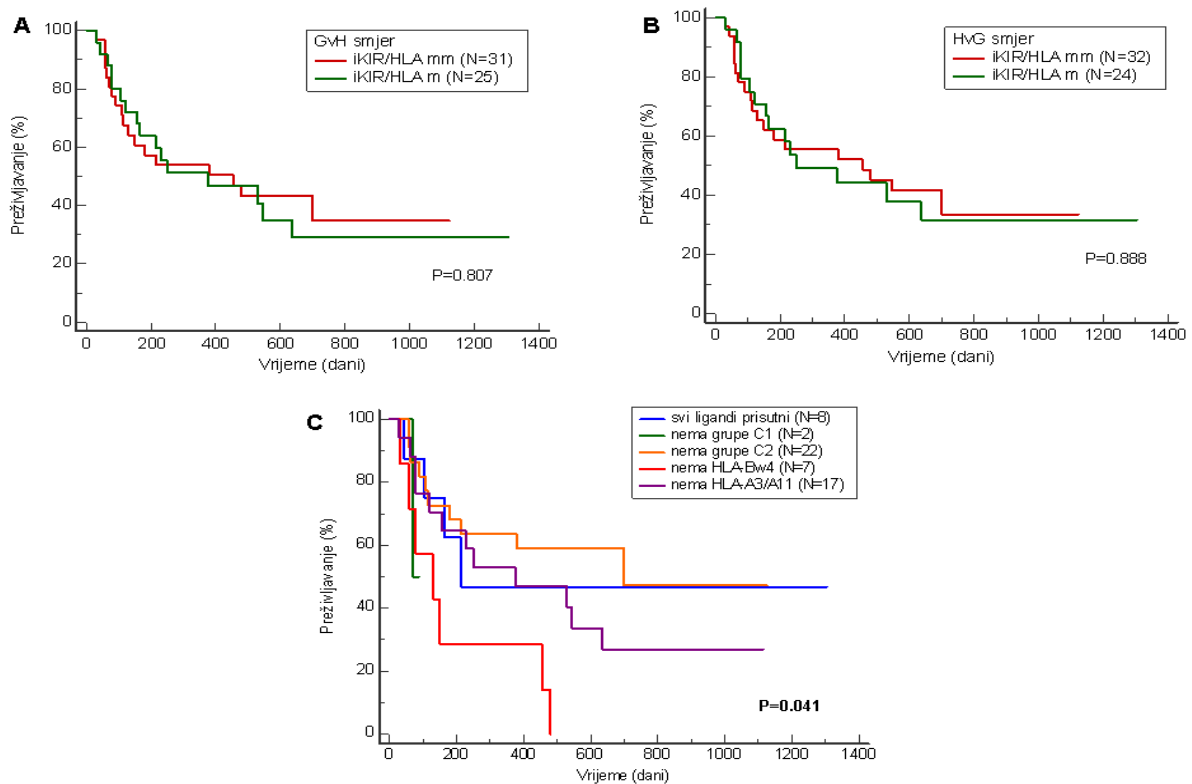 A
GvH smjer
iKIR/HLA mm (N=31)
iKIR/HLA m (N=25)
Preživljavanje (%)
100
80
60
40
20
0
P=0.807
0 200 400 600 800 1000 1200 1400
Vrijeme (dani)
B
HvG smjer
iKIR/HLA mm (N=32)
iKIR/HLA m (N=24)
Preživljavanje (%)
100
80
60
40
20
0
P=0.888
0 200 400 600 800 1000 1200 1400
Vrijeme (dani)
C
svi ligandi prisutni (N=8)
nema grupe C1 (N=2)
nema grupe C2 (N=22)
nema HLA-Bw4 (N=7)
nema HLA-A3/A11 (N=17)
Preživljavanje (%)
100
80
60
40
20
0
P=0.041
0 200 400 600 800 1000 1200 1400
Vrijeme (dani)